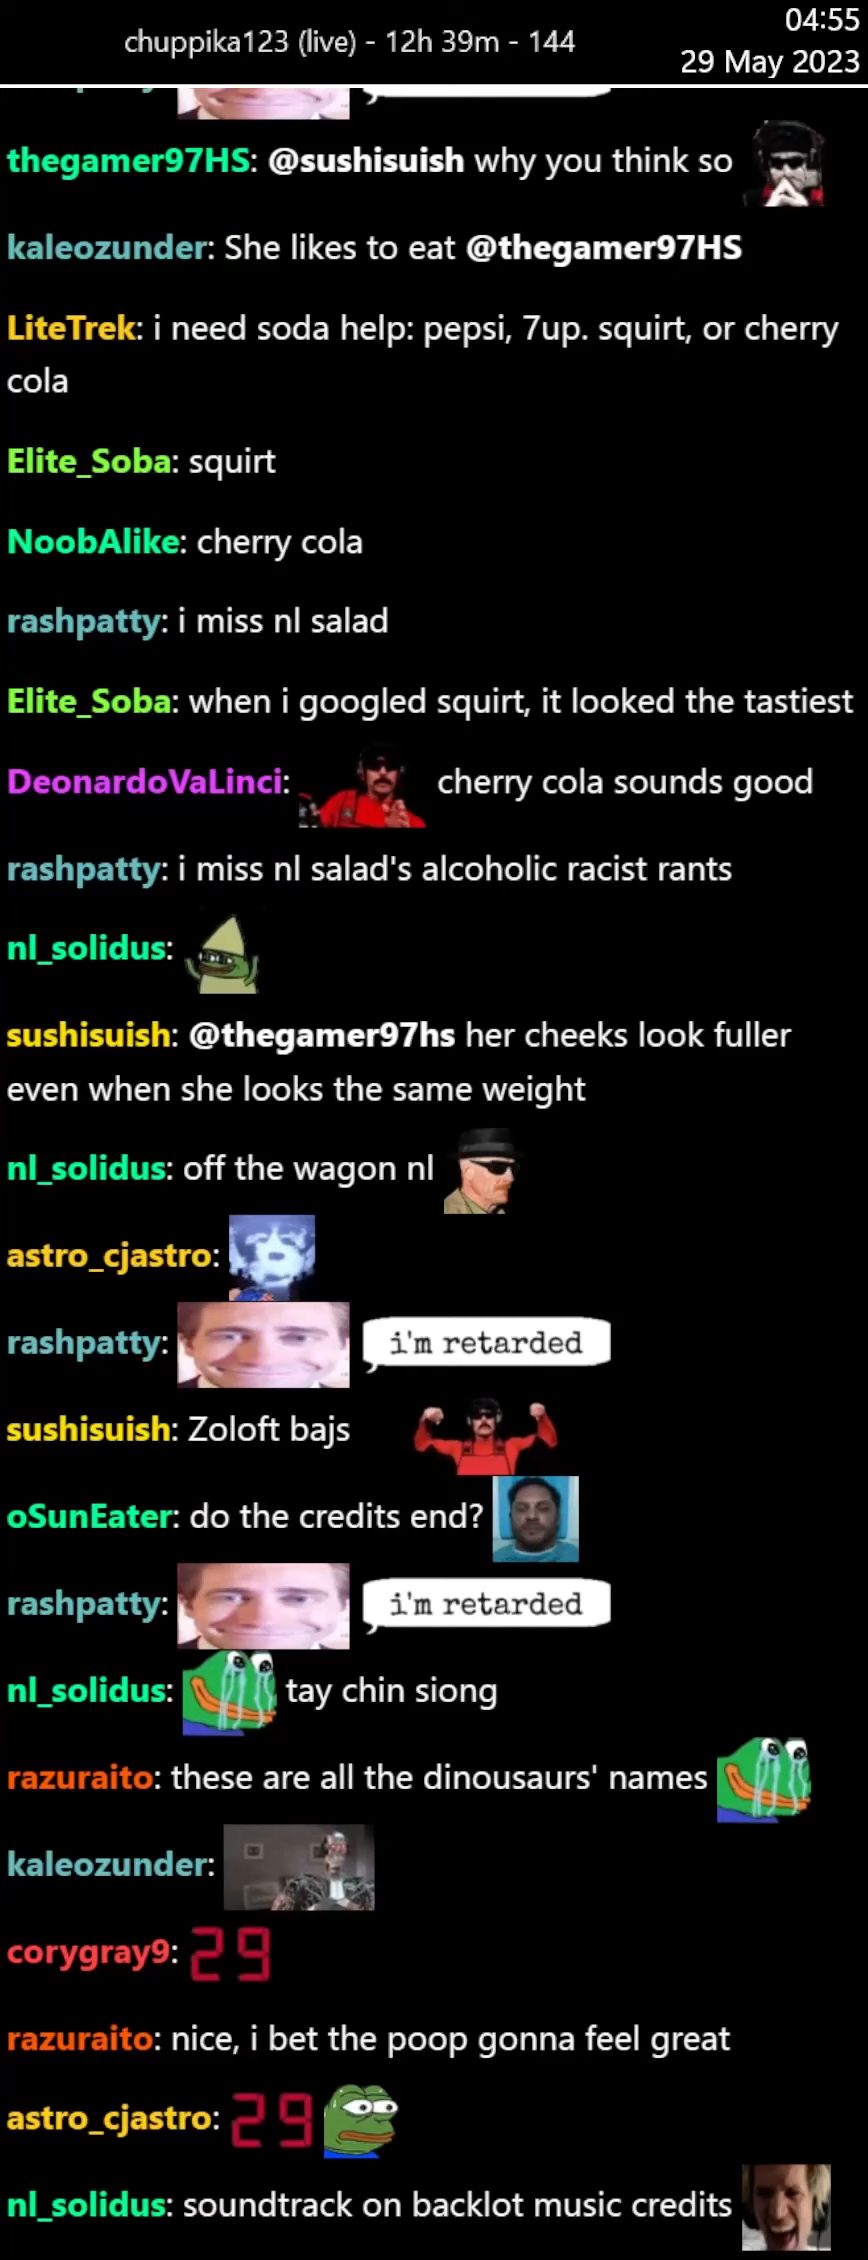 chuppika123 (live) - 12h 39m - 144
04:55
29 May 2023
thegamer97HS: @sushisuish why you think so
kaleozunder: She likes to eat @thegamer97HS
LiteTrek: i need soda help: pepsi, 7up. squirt, or cherry
cola
Elite_Soba: squirt
NoobAlike: cherry cola
rashpatty: i miss nl salad
Elite_Soba: when i googled squirt, it looked the tastiest
DeonardoVaLinci: cherry cola sounds good
rashpatty: i miss nl salad's alcoholic racist rants
nl_solidus:
sushisuish: @thegamer97hs her cheeks look fuller
even when she looks the same weight
nl_solidus: off the wagon nl
astro_cjastro:
rashpatty: i'm retarded
sushisuish: Zoloft bajs
oSunEater: do the credits end?
rashpatty: i'm retarded
nl_solidus: tay chin siong
razuraito: these are all the dinousaurs' names
kaleozunder:
corygray9: 29
razuraito: nice, i bet the poop gonna feel great
astro_cjastro: 29
nl_solidus: soundtrack on backlot music credits